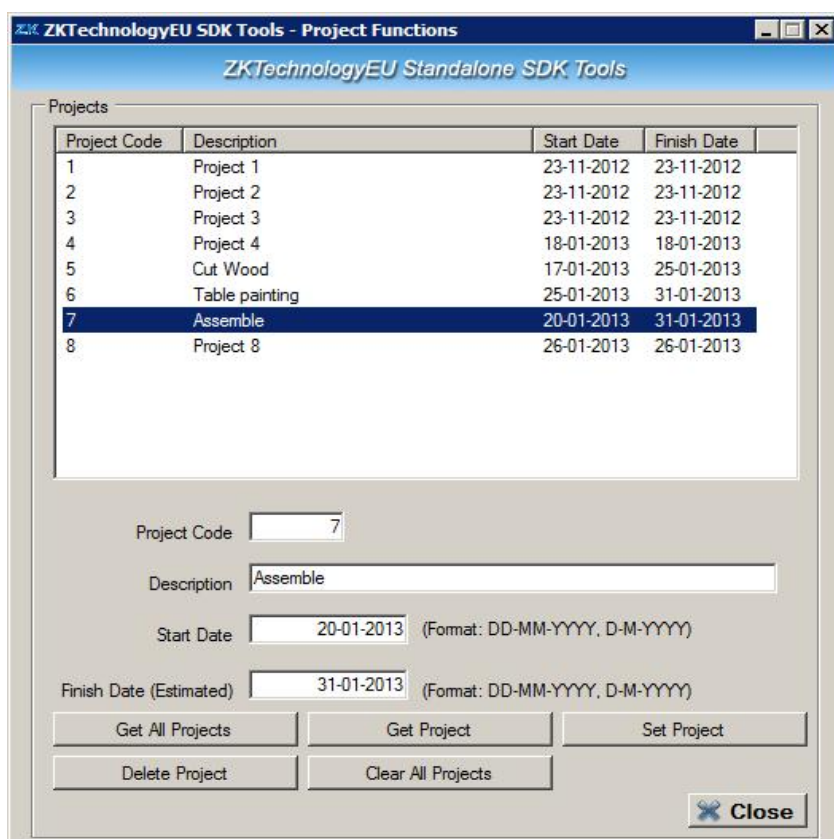 ZK ZKTechnologyEU SDK Tools - Project Functions
ZKTechnologyEU Standalone SDK Tools
Projects
Project Code Description Start Date Finish Date
1 Project 1 23-11-2012 23-11-2012
2 Project 2 23-11-2012 23-11-2012
3 Project 3 23-11-2012 23-11-2012
4 Project 4 18-01-2013 18-01-2013
5 Cut Wood 17-01-2013 25-01-2013
6 Table painting 25-01-2013 31-01-2013
7 Assemble 20-01-2013 31-01-2013
8 Project 8 26-01-2013 26-01-2013
Project Code 7
Description Assemble
Start Date 20-01-2013 (Format: DD-MM-YYYY, D-M-YYYY)
Finish Date (Estimated) 31-01-2013 (Format: DD-MM-YYYY, D-M-YYYY)
Get All Projects Get Project Set Project
Delete Project Clear All Projects
Close